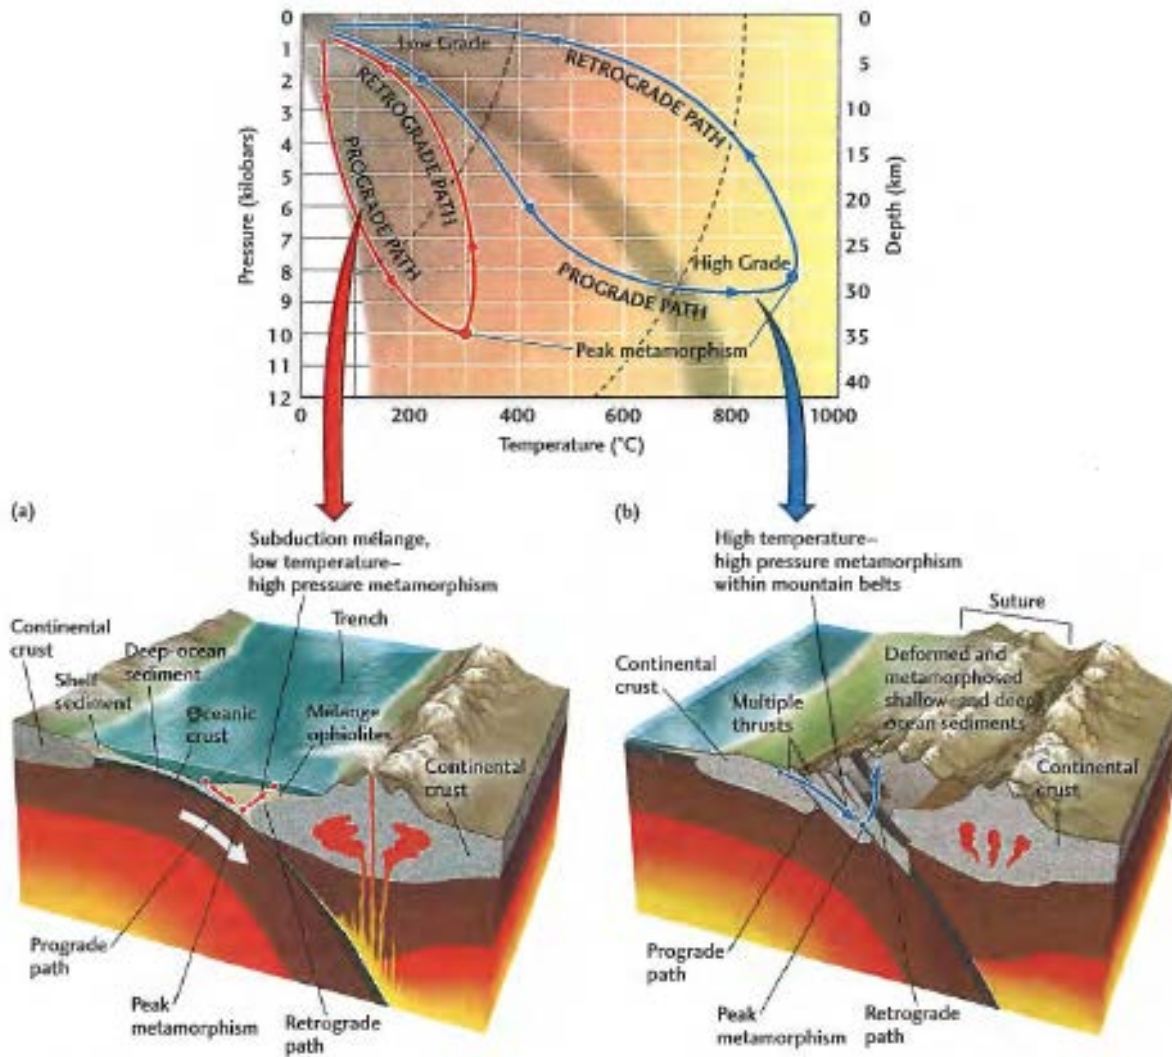 0
1
2
3
4
5
6
7
8
9
10
11
12
Pressure (kilobars)
0
200
400
600
800
1000
Temperature (°C)
0
5
10
15
20
25
30
35
40
Depth (km)
Low Grade
RETROGRADE PATH
RETROGRADE PATH
PROGRADE PATH
PROGRADE PATH
High Grade
Peak metamorphism
(a)
Subduction mélange,
low temperature–
high pressure metamorphism
Trench
Continental
crust
Deep-ocean
sediment
Shelf
sediment
Oceanic
crust
Mélange
ophiolites
Continental
crust
Prograde
path
Peak
metamorphism
Retrograde
path
(b)
High temperature–
high pressure metamorphism
within mountain belts
Suture
Continental
crust
Multiple
thrusts
Deformed and
metamorphosed
shallow- and deep-
ocean sediments
Continental
crust
Prograde
path
Peak
metamorphism
Retrograde
path